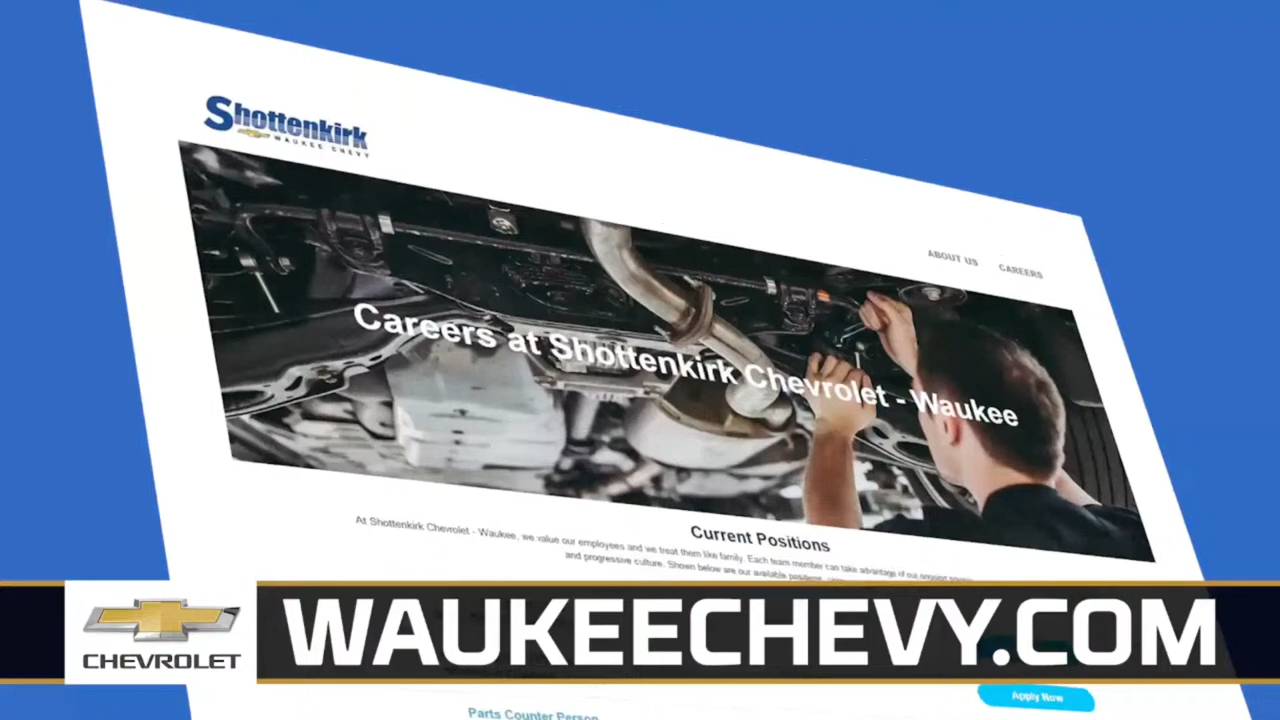 Shottenkirk
WAUKEE CHEVY
ABOUT US CAREERS
Careers at Shottenkirk Chevrolet - Waukee
Current Positions
At Shottenkirk Chevrolet - Waukee, we value our employees and we treat them like family. Each team member can take advantage of our
and progressive culture. Shown below are our available positions,
CHEVROLET
WAUKEECHEVY.COM
Apply Now
Parts Counter Person